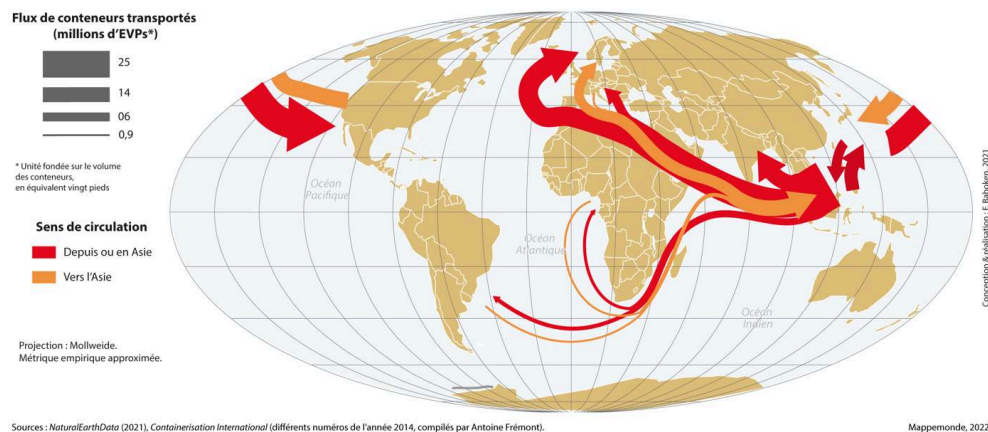 Flux de conteneurs transportés
(millions d'EVPs*)
25
14
06
0,9
* Unité fondée sur le volume
des conteneurs,
en équivalent vingt pieds
Sens de circulation
Depuis ou en Asie
Vers l'Asie
Projection : Mollweide.
Métrique empirique approximée.
Océan
Pacifique
Océan
Atlantique
Océan
Indien
Conception & réalisation : F. Bahoken, 2021
Sources : NaturalEarthData (2021), Containerisation International (différents numéros de l'année 2014, compilés par Antoine Frémont).
Mappemonde, 2022